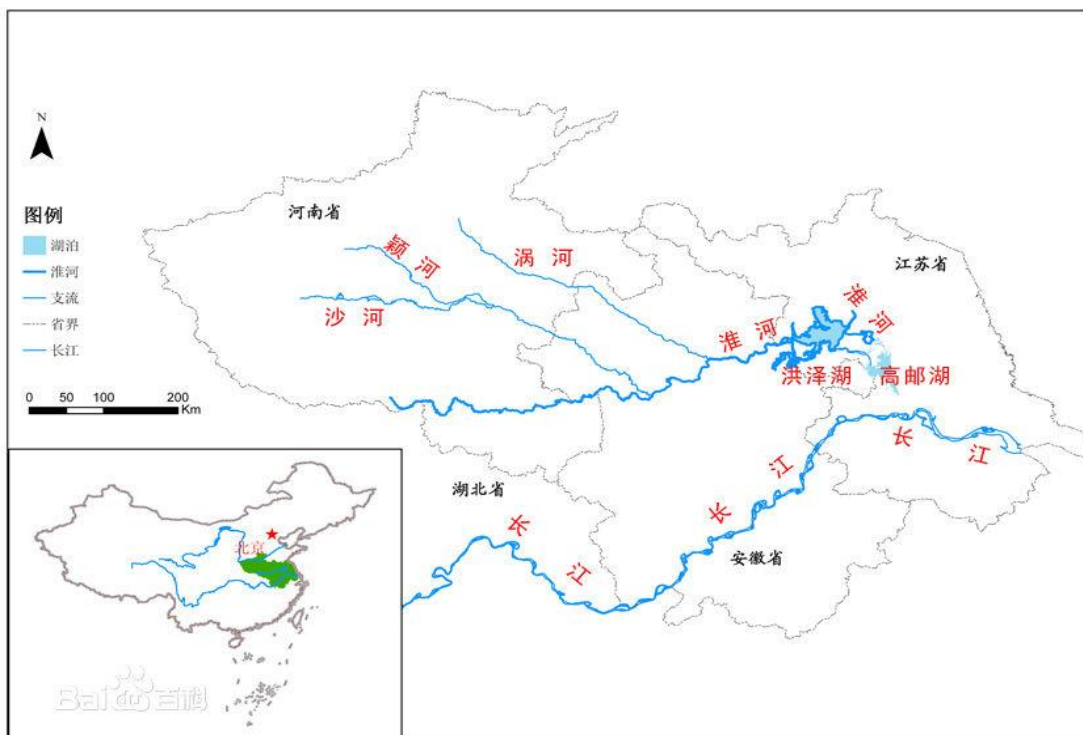 N
图例
湖泊
淮河
支流
省界
长江
0 50 100 200
Km
河南省
颖河
涡河
沙河
江苏省
淮河
淮河
洪泽湖
高邮湖
长江
湖北省
长江
长江
安徽省
北京
Bai百科